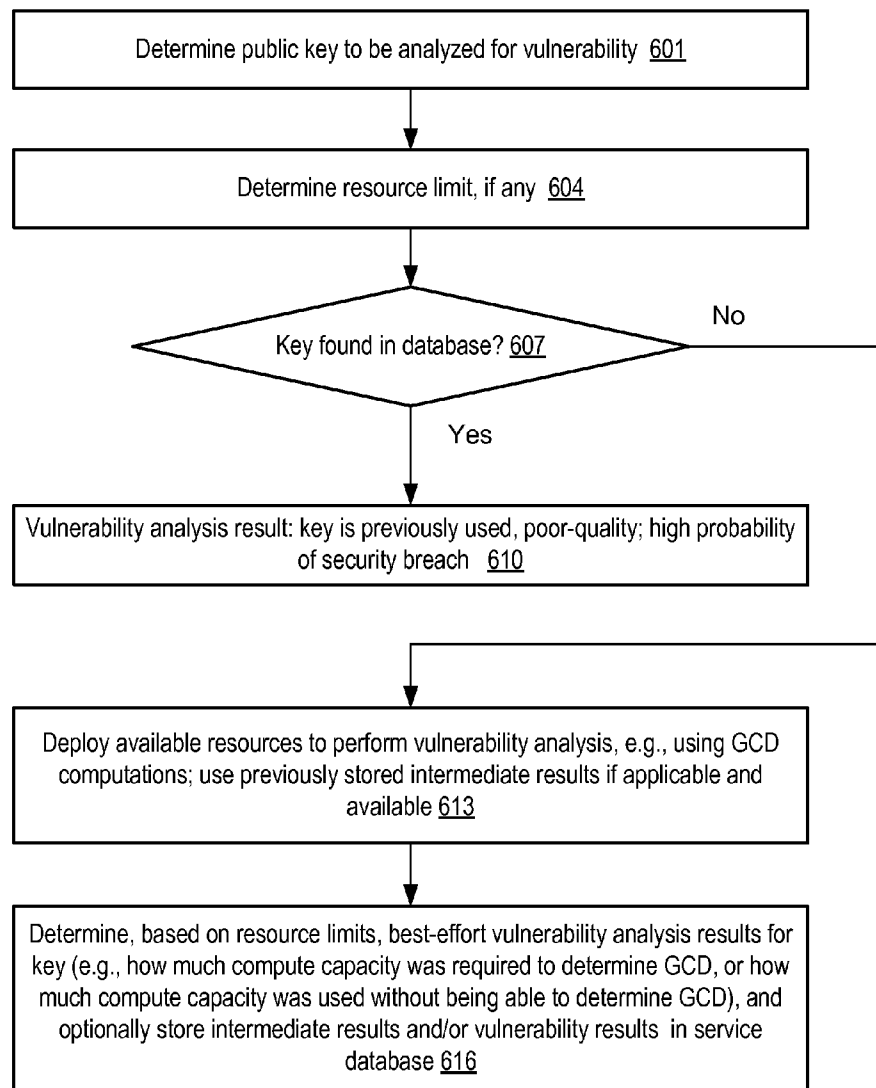 Determine public key to be analyzed for vulnerability 601
Determine resource limit, if any 604
No
Key found in database? 607
Yes
Vulnerability analysis result: key is previously used, poor-quality; high probability
of security breach 610
Deploy available resources to perform vulnerability analysis, e.g., using GCD
computations; use previously stored intermediate results if applicable and
available 613
Determine, based on resource limits, best-effort vulnerability analysis results for
key (e.g., how much compute capacity was required to determine GCD, or how
much compute capacity was used without being able to determine GCD), and
optionally store intermediate results and/or vulnerability results in service
database 616